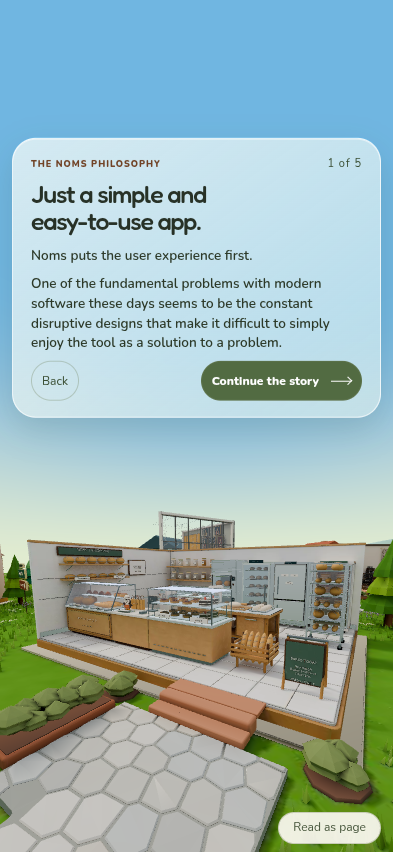 THE NOMS PHILOSOPHY
1 of 5
Just a simple and
easy-to-use app.
Noms puts the user experience first.
One of the fundamental problems with modern
software these days seems to be the constant
disruptive designs that make it difficult to simply
enjoy the tool as a solution to a problem.
Back
Continue the story
Read as page